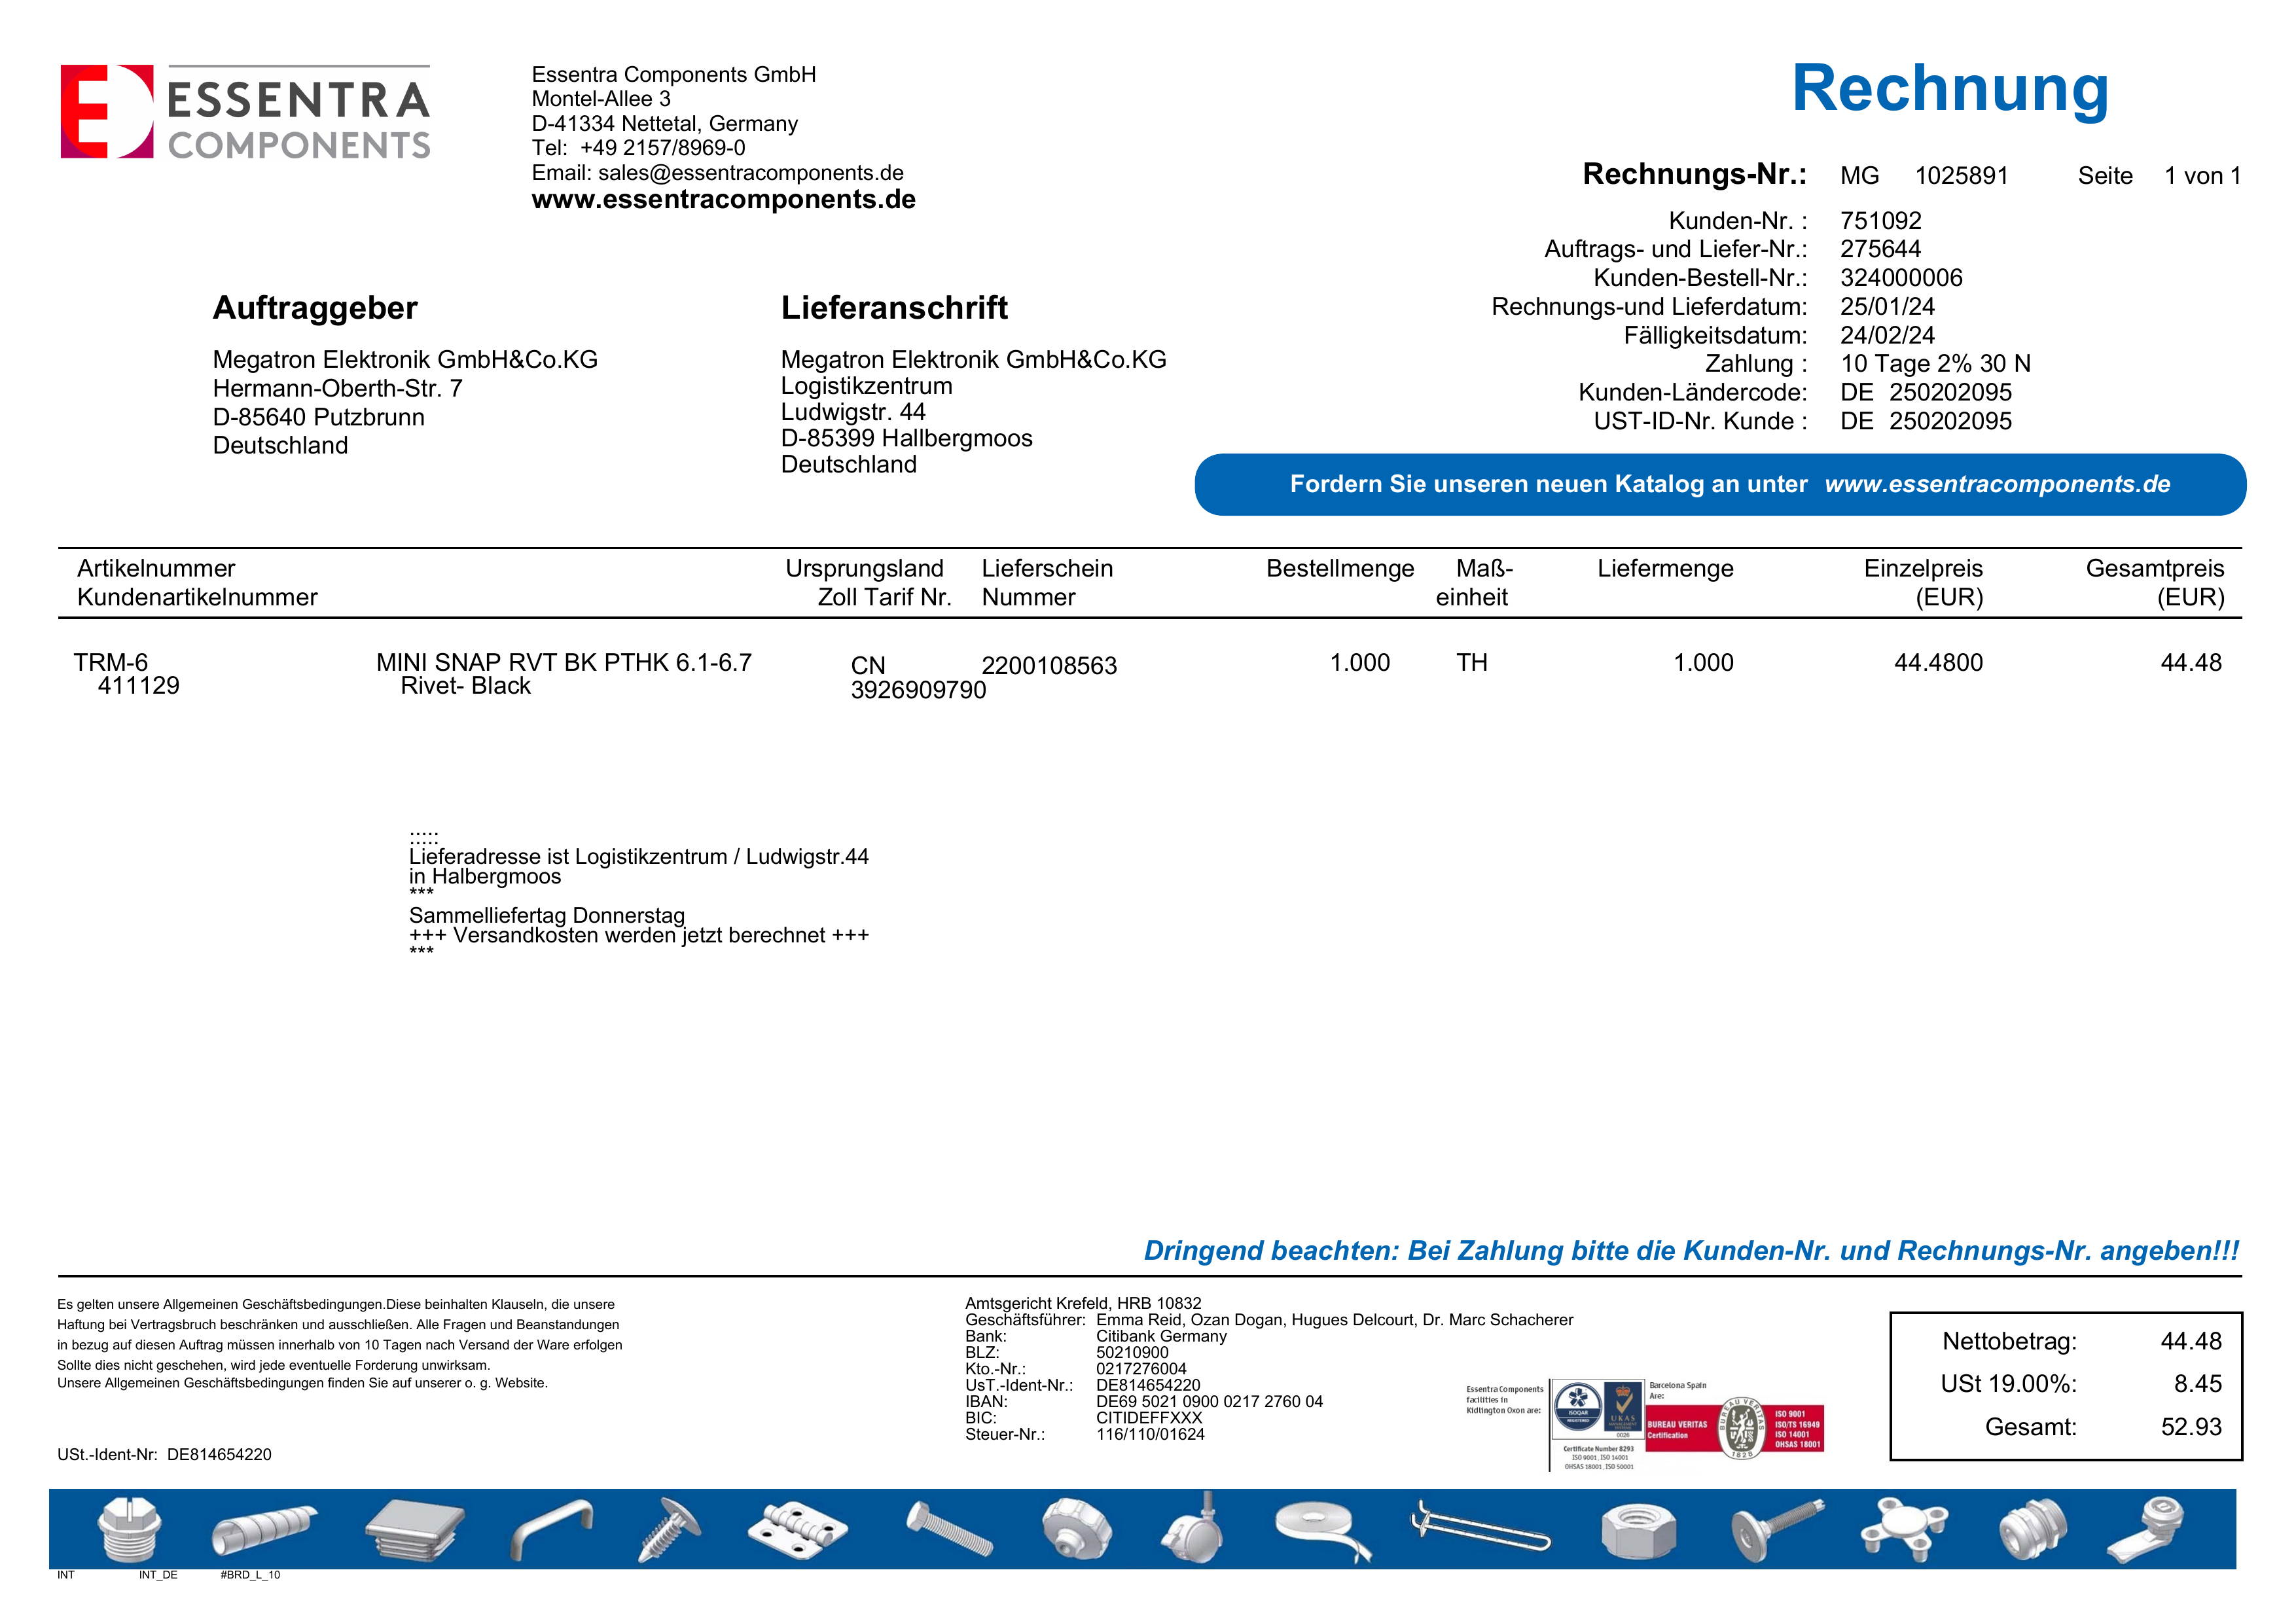 ESSENTRA
COMPONENTS
Essentra Components GmbH
Montel-Allee 3
D-41334 Nettetal, Germany
Tel: +49 2157/8969-0
Email: sales@essentracomponents.de
www.essentracomponents.de
Rechnung
Rechnungs-Nr.: MG 1025891 Seite 1 von 1
Kunden-Nr. : 751092
Auftrags- und Liefer-Nr.: 275644
Kunden-Bestell-Nr.: 324000006
Rechnungs-und Lieferdatum: 25/01/24
Fälligkeitsdatum: 24/02/24
Zahlung : 10 Tage 2% 30 N
Kunden-Ländercode: DE 250202095
UST-ID-Nr. Kunde : DE 250202095
Auftraggeber
Megatron Elektronik GmbH&Co.KG
Hermann-Oberth-Str. 7
D-85640 Putzbrunn
Deutschland
Lieferanschrift
Megatron Elektronik GmbH&Co.KG
Logistikzentrum
Ludwigstr. 44
D-85399 Hallbergmoos
Deutschland
Fordern Sie unseren neuen Katalog an unter www.essentracomponents.de
Artikelnummer Ursprungsland Lieferschein Bestellmenge Maß- Liefermenge Einzelpreis Gesamtpreis
Kundenartikelnummer Zoll Tarif Nr. Nummer einheit (EUR) (EUR)
TRM-6 MINI SNAP RVT BK PTHK 6.1-6.7 CN 2200108563 1.000 TH 1.000 44.4800 44.48
411129 Rivet- Black 3926909790
.....
.....
Lieferadresse ist Logistikzentrum / Ludwigstr.44
in Halbergmoos
***
Sammelliefertag Donnerstag
+++ Versandkosten werden jetzt berechnet +++
***
Dringend beachten: Bei Zahlung bitte die Kunden-Nr. und Rechnungs-Nr. angeben!!!
Es gelten unsere Allgemeinen Geschäftsbedingungen.Diese beinhalten Klauseln, die unsere
Haftung bei Vertragsbruch beschränken und ausschließen. Alle Fragen und Beanstandungen
in bezug auf diesen Auftrag müssen innerhalb von 10 Tagen nach Versand der Ware erfolgen
Sollte dies nicht geschehen, wird jede eventuelle Forderung unwirksam.
Unsere Allgemeinen Geschäftsbedingungen finden Sie auf unserer o. g. Website.
USt.-Ident-Nr: DE814654220
Amtsgericht Krefeld, HRB 10832
Geschäftsführer: Emma Reid, Ozan Dogan, Hugues Delcourt, Dr. Marc Schacherer
Bank: Citibank Germany
BLZ: 50210900
Kto.-Nr.: 0217276004
UsT.-Ident-Nr.: DE814654220
IBAN: DE69 5021 0900 0217 2760 04
BIC: CITIDEFFXXX
Steuer-Nr.: 116/110/01624
Essentra Components
facilities in
Kidlington Oxon are:
ISOQAR
REGISTERED
UKAS
MANAGEMENT
SYSTEMS
0026
Certificate Number 8293
ISO 9001, ISO 14001
OHSAS 18001, ISO 50001
Barcelona Spain
Are:
BUREAU VERITAS
Certification
BUREAU VERITAS
1828
ISO 9001
ISO/TS 16949
ISO 14001
OHSAS 18001
Nettobetrag: 44.48
USt 19.00%: 8.45
Gesamt: 52.93
INT INT_DE #BRD_L_10